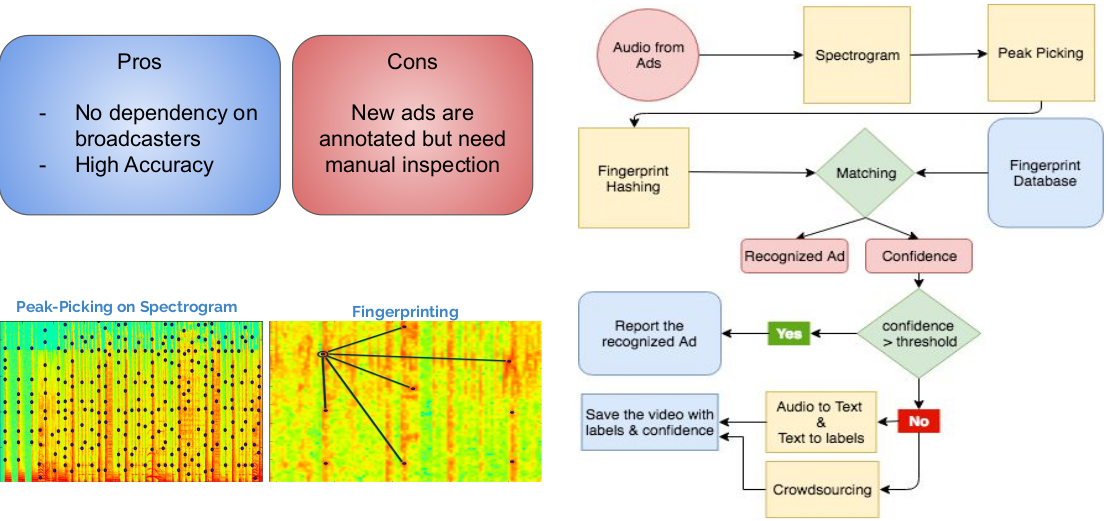 Pros
- No dependency on
broadcasters
- High Accuracy
Cons
New ads are
annotated but need
manual inspection
Peak-Picking on Spectrogram
Fingerprinting
Audio from
Ads
Spectrogram
Peak Picking
Fingerprint
Hashing
Matching
Fingerprint
Database
Recognized Ad
Confidence
confidence
> threshold
Yes
Report the
recognized Ad
No
Audio to Text
&
Text to labels
Save the video with
labels & confidence
Crowdsourcing